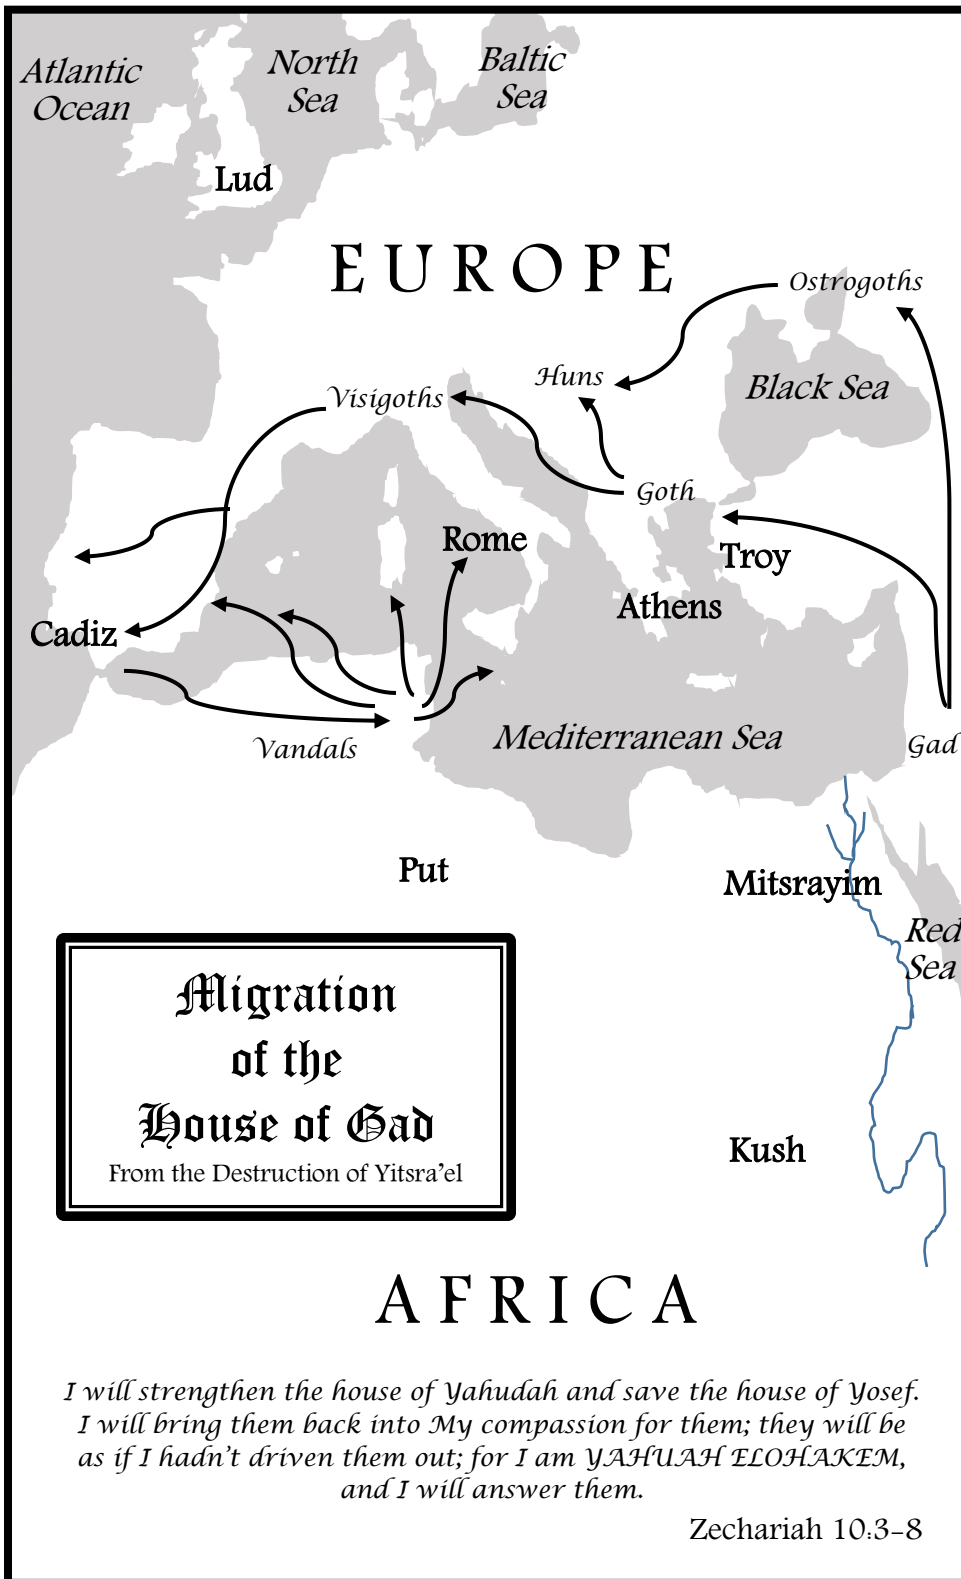 Atlantic
Ocean
North
Sea
Baltic
Sea
Lud
EUROPE
Ostrogoths
Huns
Black Sea
Visigoths
Goth
Rome
Troy
Athens
Cadiz
Vandals
Mediterranean Sea
Gad
Put
Mitsrayim
Red
Sea
Migration
of the
House of Gad
From the Destruction of Yitsra'el
Kush
AFRICA
I will strengthen the house of Yahudah and save the house of Yosef.
I will bring them back into My compassion for them; they will be
as if I hadn't driven them out; for I am YAHUAH ELOHAKEM,
and I will answer them.
Zechariah 10:3-8